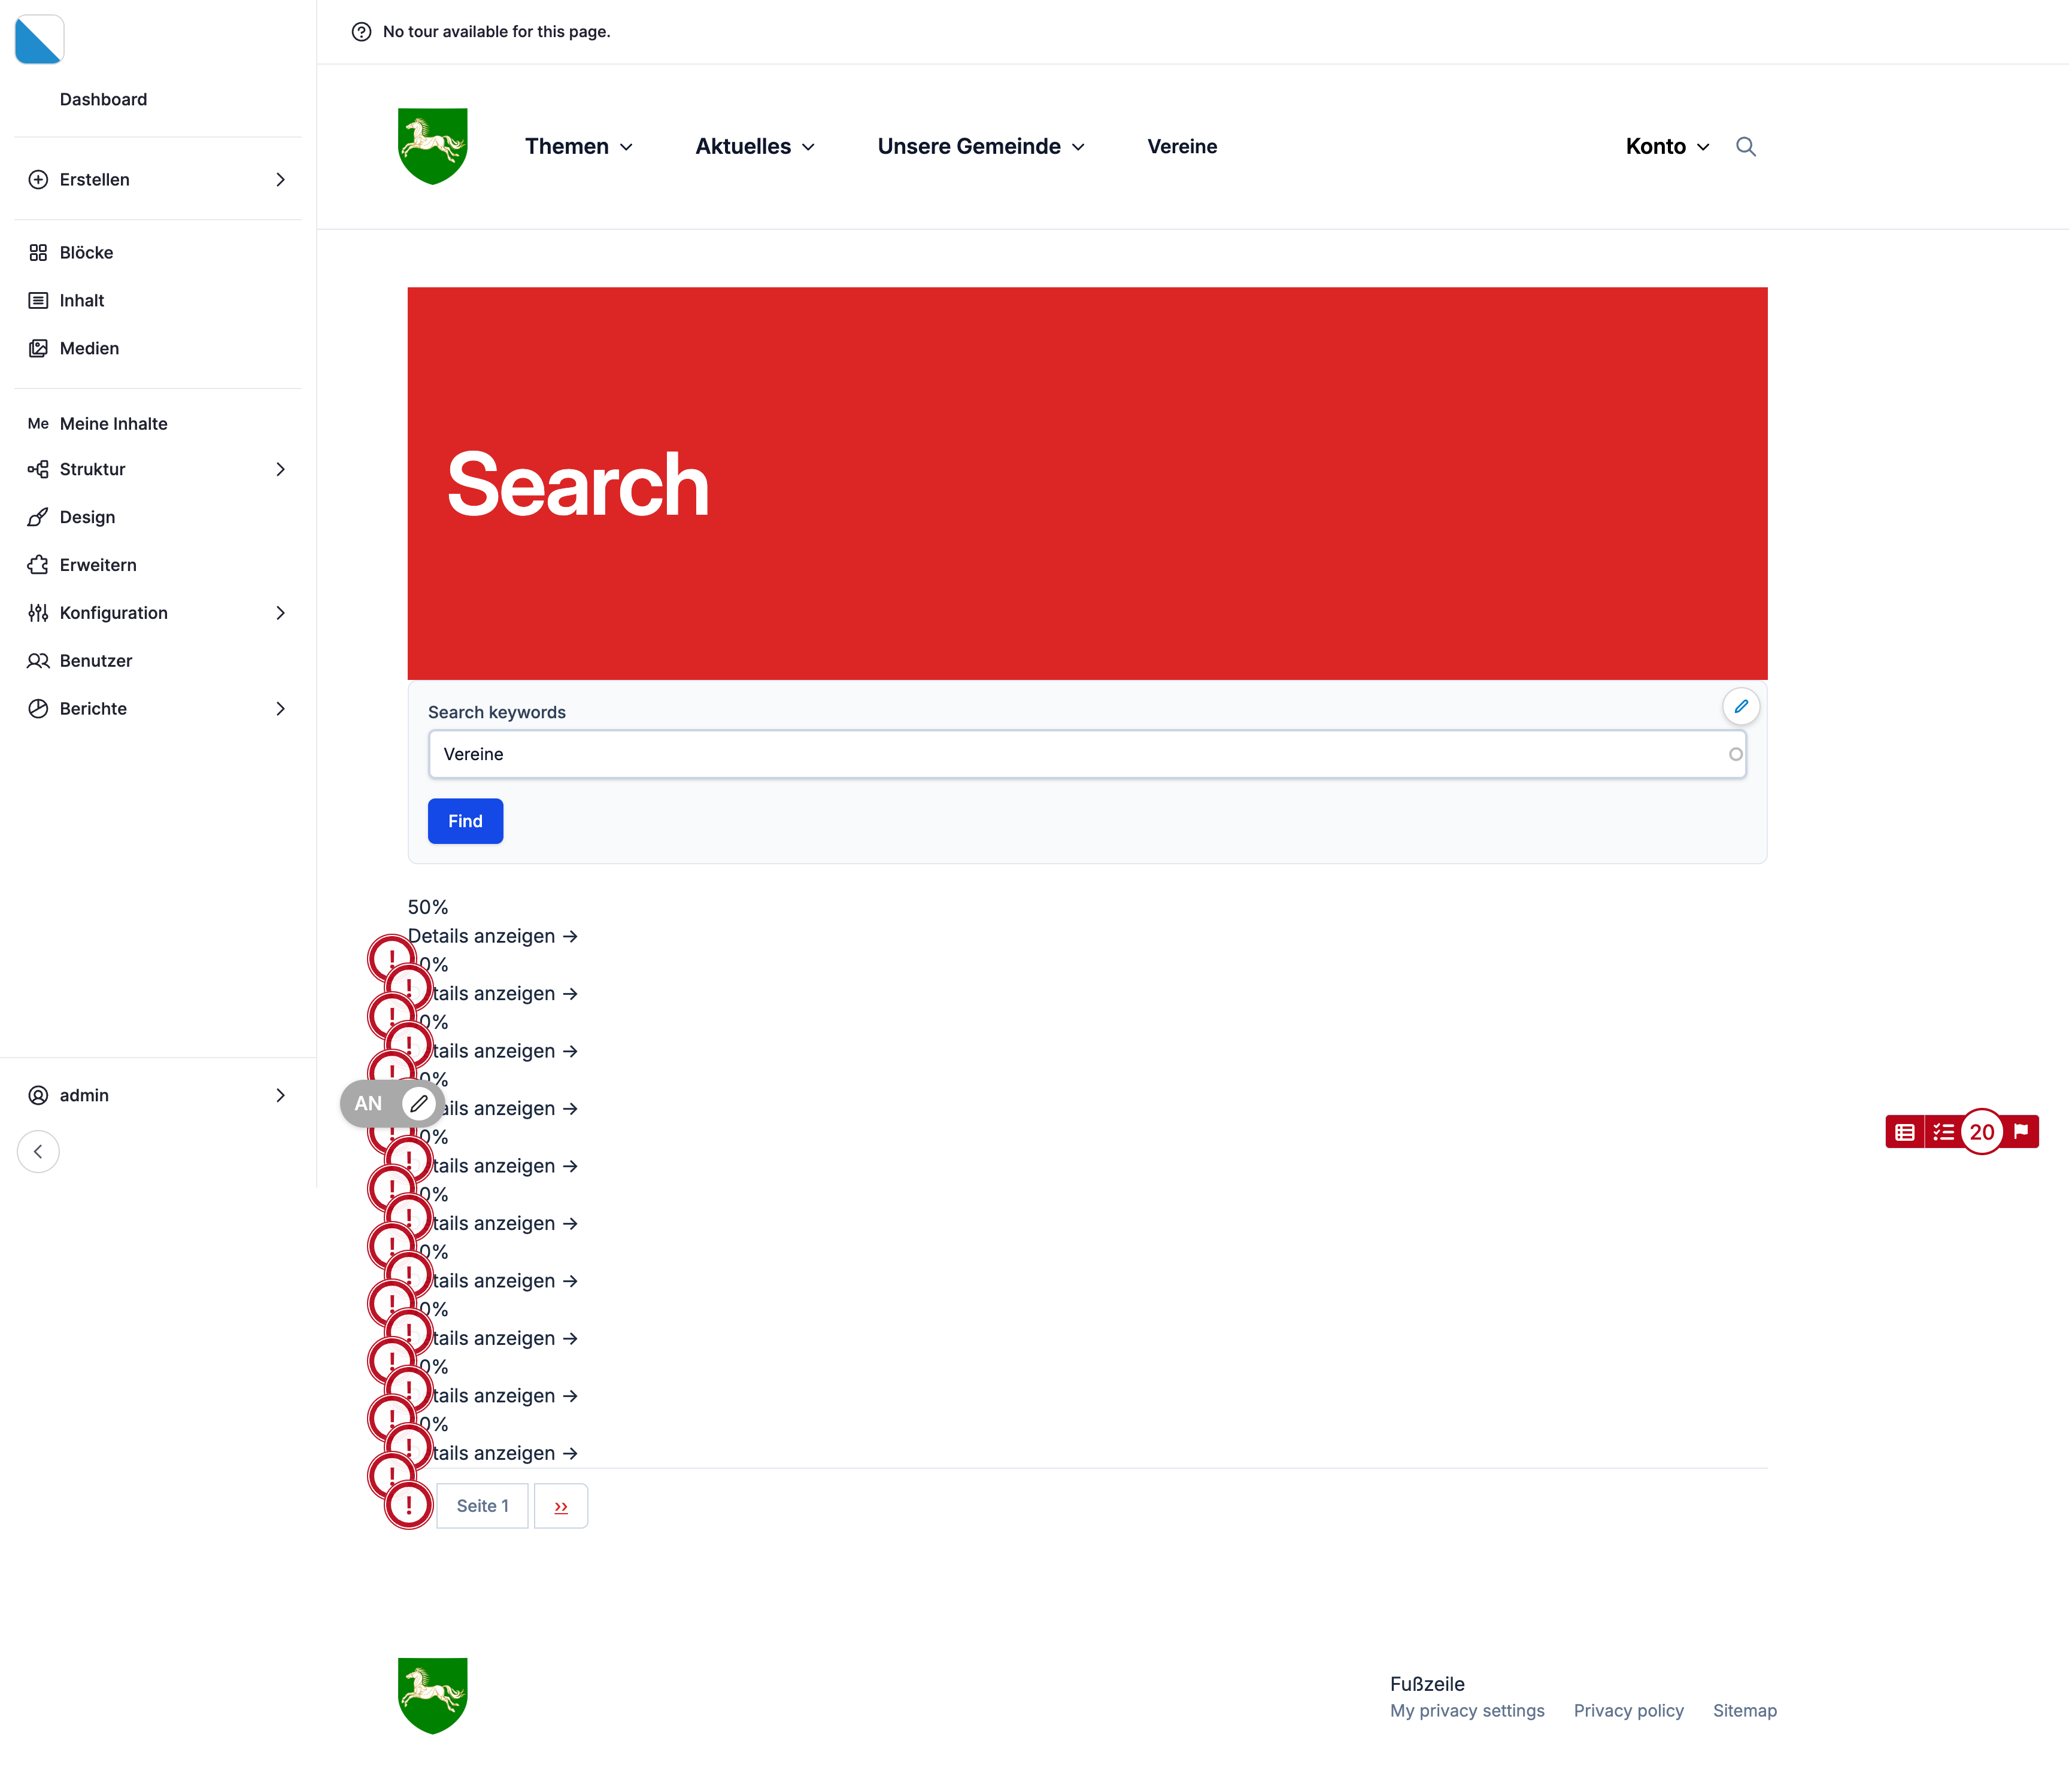 No tour available for this page.
Dashboard
Erstellen
Blöcke
Inhalt
Medien
Me Meine Inhalte
Struktur
Design
Erweitern
Konfiguration
Benutzer
Berichte
admin
Themen
Aktuelles
Unsere Gemeinde
Vereine
Konto
Search
Search keywords
Vereine
Find
50%
Details anzeigen →
0%
tails anzeigen →
0%
tails anzeigen →
0%
AN
ails anzeigen →
0%
tails anzeigen →
0%
tails anzeigen →
0%
tails anzeigen →
0%
tails anzeigen →
0%
tails anzeigen →
0%
tails anzeigen →
20
Seite 1
››
Fußzeile
My privacy settings
Privacy policy
Sitemap